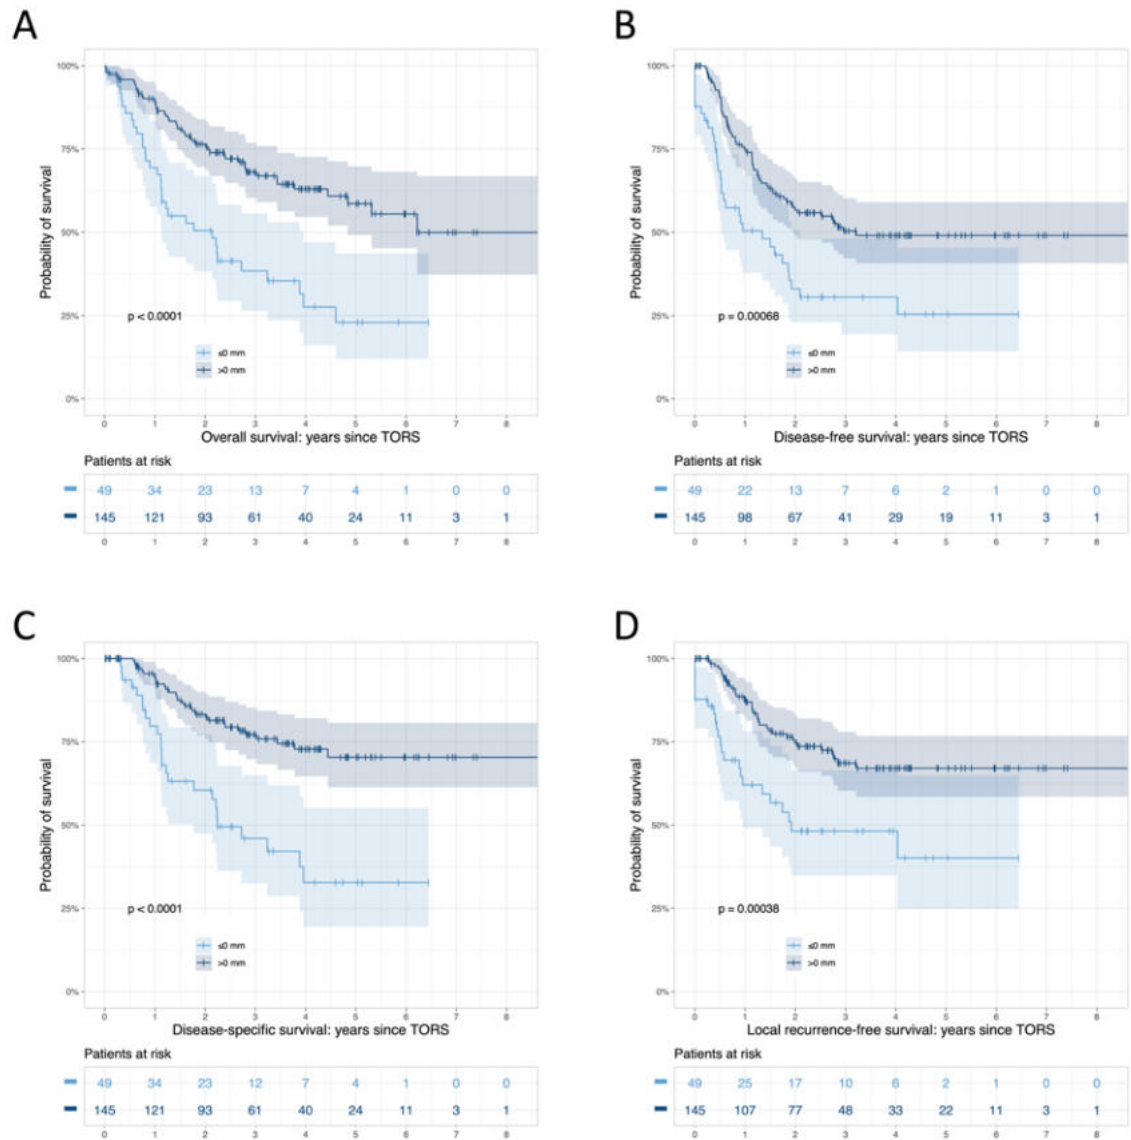 A
100%
75%
50%
25%
0%
Probability of survival
p < 0.0001
≤0 mm
>0 mm
0 1 2 3 4 5 6 7 8
Overall survival: years since TORS
Patients at risk
49 34 23 13 7 4 1 0 0
145 121 93 61 40 24 11 3 1
0 1 2 3 4 5 6 7 8
B
100%
75%
50%
25%
0%
Probability of survival
p = 0.00068
≤0 mm
>0 mm
0 1 2 3 4 5 6 7 8
Disease-free survival: years since TORS
Patients at risk
49 22 13 7 6 2 1 0 0
145 98 67 41 29 19 11 3 1
0 1 2 3 4 5 6 7 8
C
100%
75%
50%
25%
0%
Probability of survival
p < 0.0001
≤0 mm
>0 mm
0 1 2 3 4 5 6 7 8
Disease-specific survival: years since TORS
Patients at risk
49 34 23 12 7 4 1 0 0
145 121 93 61 40 24 11 3 1
0 1 2 3 4 5 6 7 8
D
100%
75%
50%
25%
0%
Probability of survival
p = 0.00038
≤0 mm
>0 mm
0 1 2 3 4 5 6 7 8
Local recurrence-free survival: years since TORS
Patients at risk
49 25 17 10 6 2 1 0 0
145 107 77 48 33 22 11 3 1
0 1 2 3 4 5 6 7 8